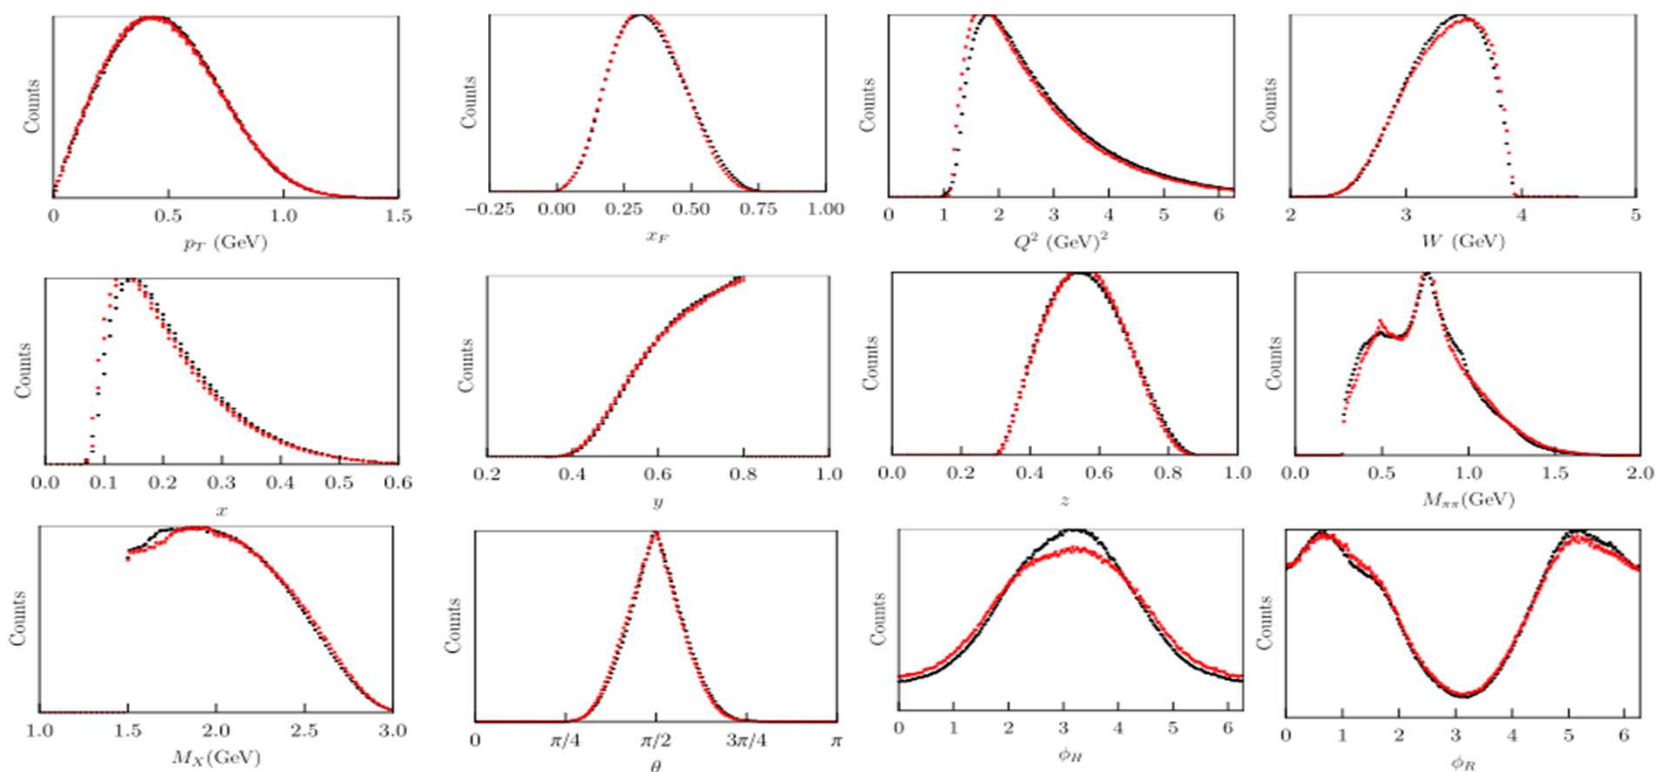 Counts
0 0.5 1.0 1.5
p_T (GeV)
Counts
−0.25 0.00 0.25 0.50 0.75 1.00
x_F
Counts
0 1 2 3 4 5 6
Q² (GeV)²
Counts
2 3 4 5
W (GeV)
Counts
0.0 0.1 0.2 0.3 0.4 0.5 0.6
x
Counts
0.2 0.4 0.6 0.8 1.0
y
Counts
0.0 0.2 0.4 0.6 0.8 1.0
z
Counts
0.0 0.5 1.0 1.5 2.0
M_ππ(GeV)
Counts
1.0 1.5 2.0 2.5 3.0
M_X(GeV)
Counts
0 π/4 π/2 3π/4 π
θ
Counts
0 1 2 3 4 5 6
ϕ_H
Counts
0 1 2 3 4 5 6
ϕ_R